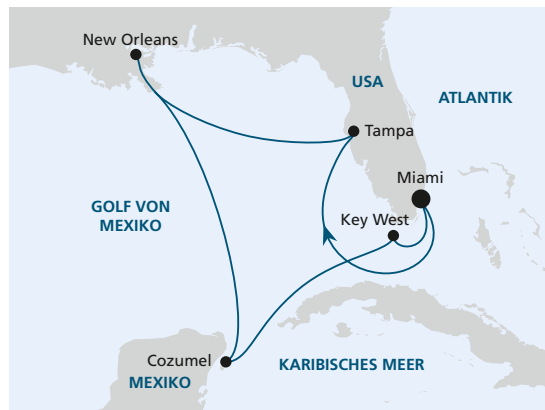 New Orleans
USA
ATLANTIK
Tampa
Miami
GOLF VON
MEXIKO
Key West
Cozumel
KARIBISCHES MEER
MEXIKO